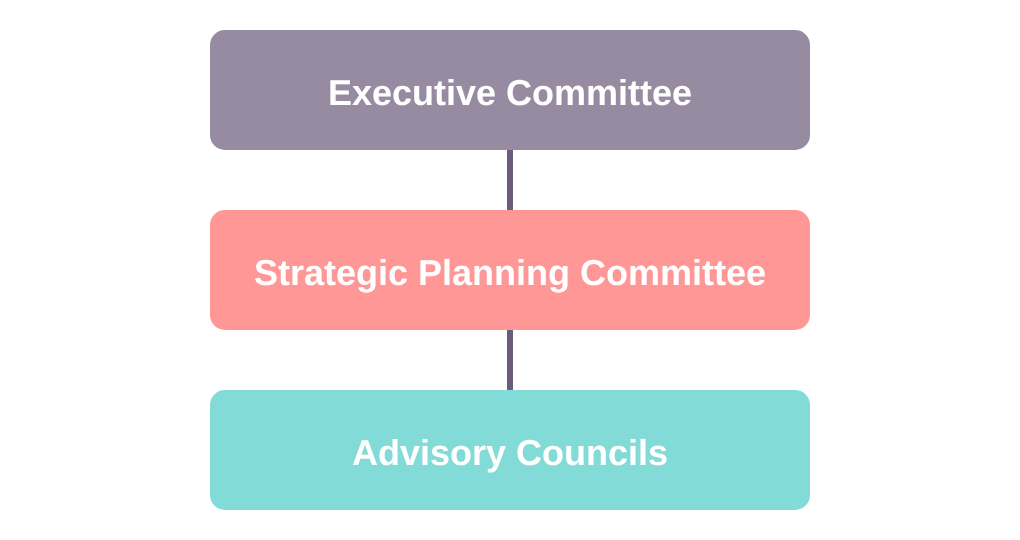 Executive Committee
Strategic Planning Committee
Advisory Councils